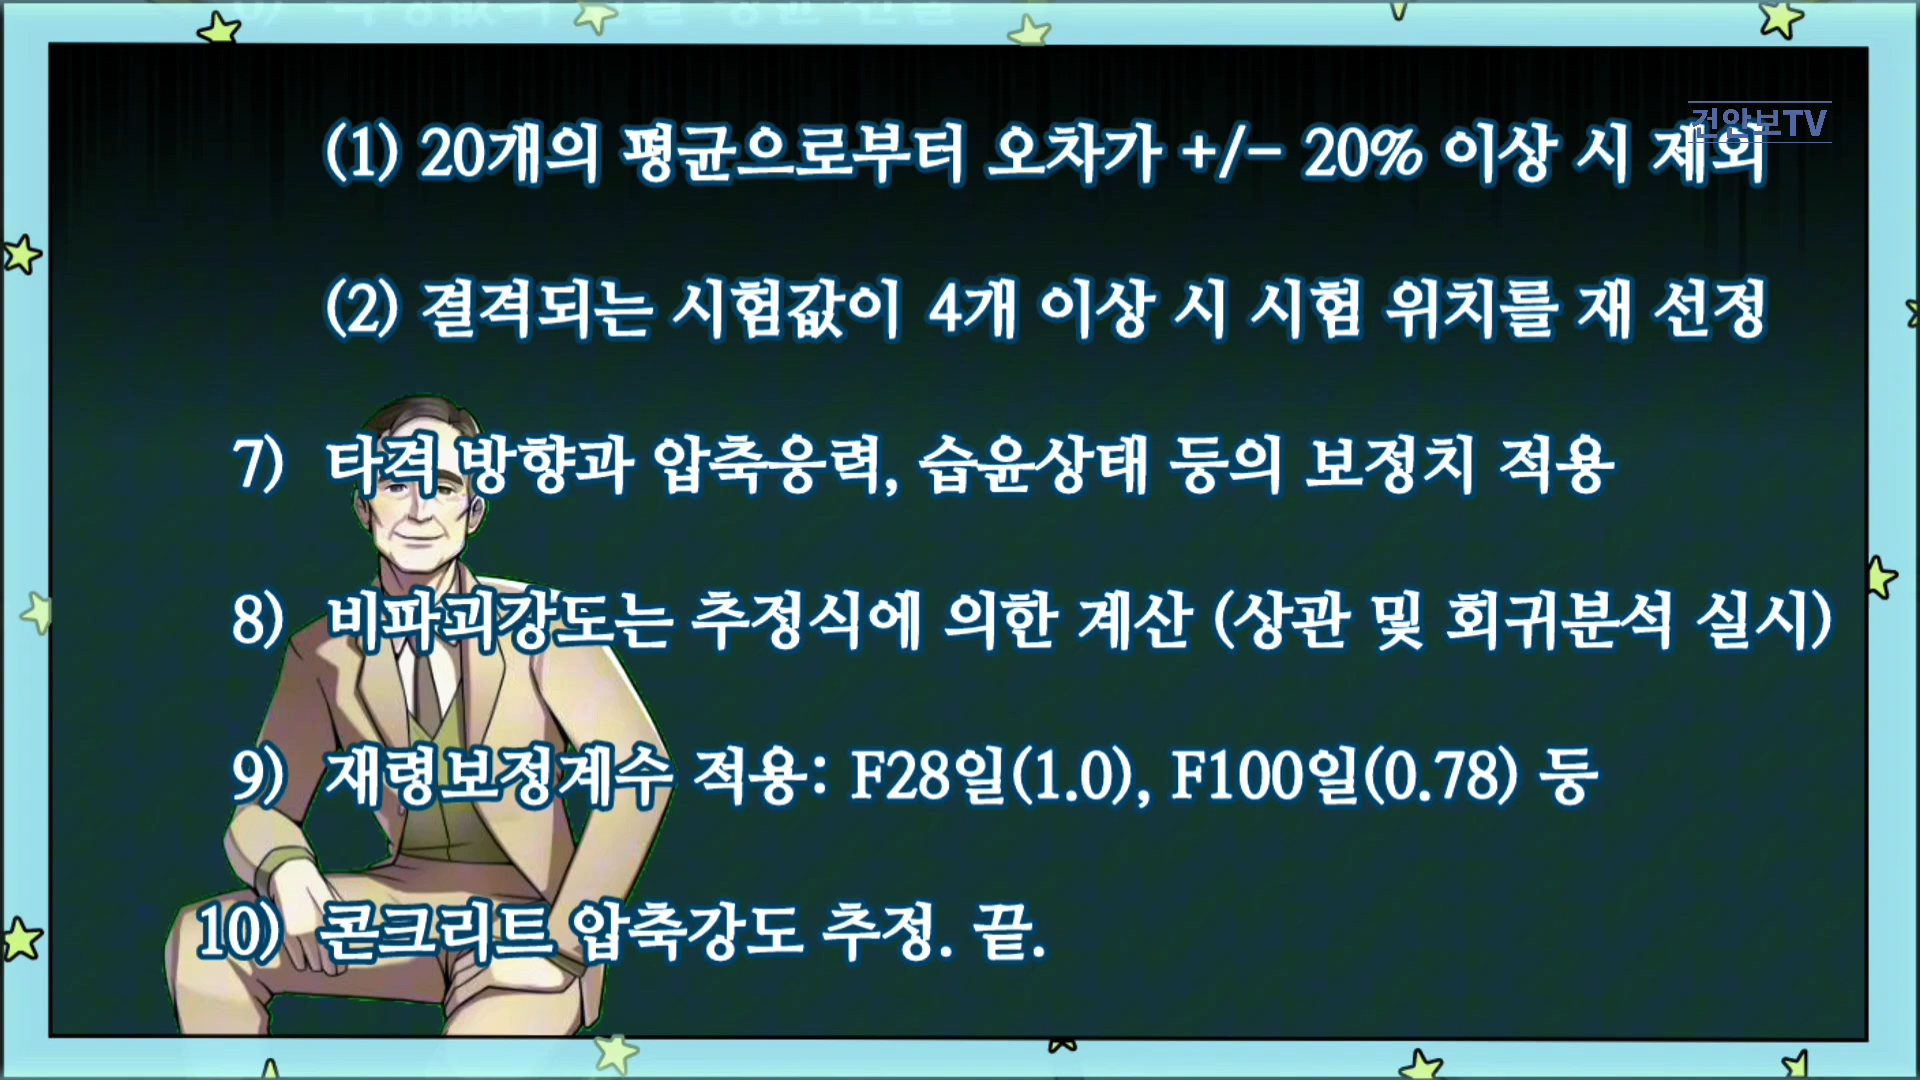 (1) 20개의 평균으로부터 오차가 +/- 20% 이상 시 제외
건압보TV
(2) 결격되는 시험값이 4개 이상 시 시험 위치를 재 선정
7) 타격 방향과 압축응력, 습윤상태 등의 보정치 적용
8) 비파괴강도는 추정식에 의한 계산 (상관 및 회귀분석 실시)
9) 재령보정계수 적용: F28일(1.0), F100일(0.78) 등
10) 콘크리트 압축강도 추정. 끝.